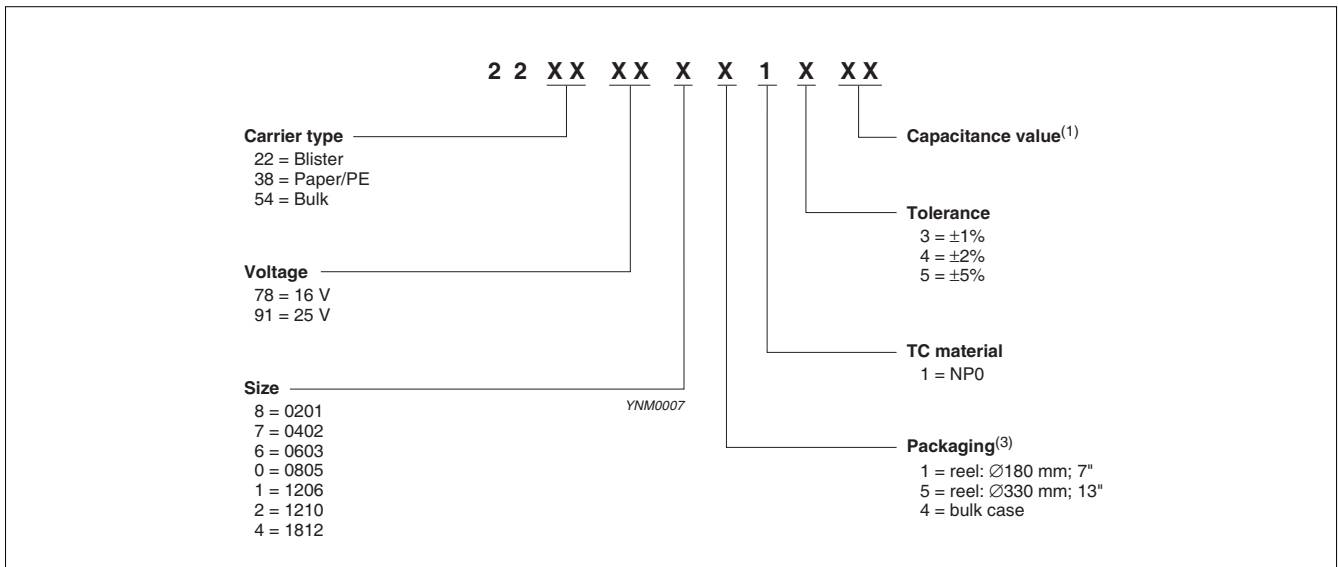 2 2 X X X X X X 1 X X X
Carrier type
22 = Blister
38 = Paper/PE
54 = Bulk
Voltage
78 = 16 V
91 = 25 V
Size
8 = 0201
7 = 0402
6 = 0603
0 = 0805
1 = 1206
2 = 1210
4 = 1812
YNM0007
Capacitance value(1)
Tolerance
3 = ±1%
4 = ±2%
5 = ±5%
TC material
1 = NP0
Packaging(3)
1 = reel: ∅180 mm; 7"
5 = reel: ∅330 mm; 13"
4 = bulk case